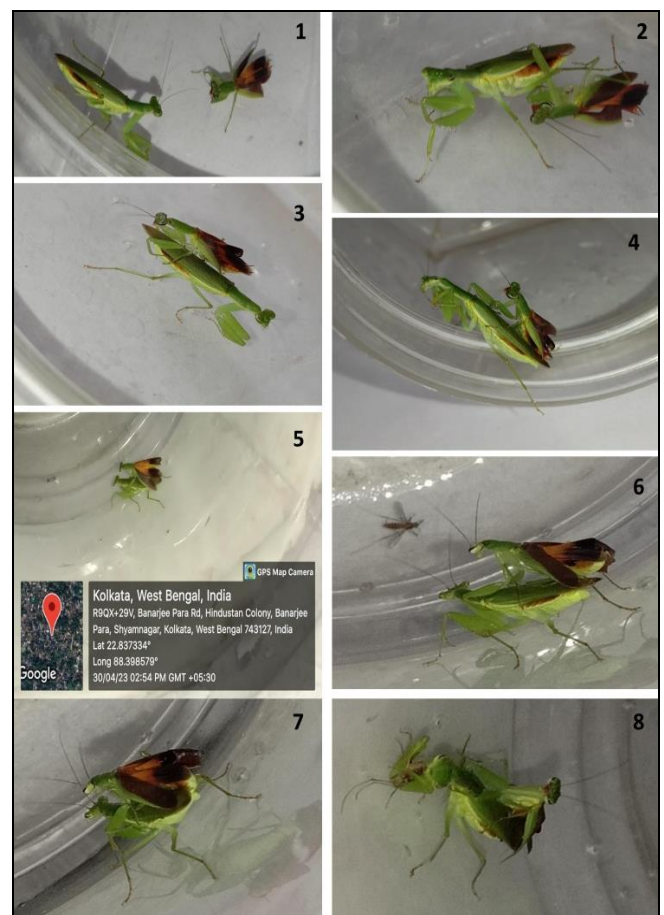 1
2
3
4
5
GPS Map Camera
Kolkata, West Bengal, India
R9QX+29V, Banarjee Para Rd, Hindustan Colony, Banarjee
Para, Shyamnagar, Kolkata, West Bengal 743127, India
Lat 22.837334°
Long 88.398579°
30/04/23 02:54 PM GMT +05:30
Google
6
7
8